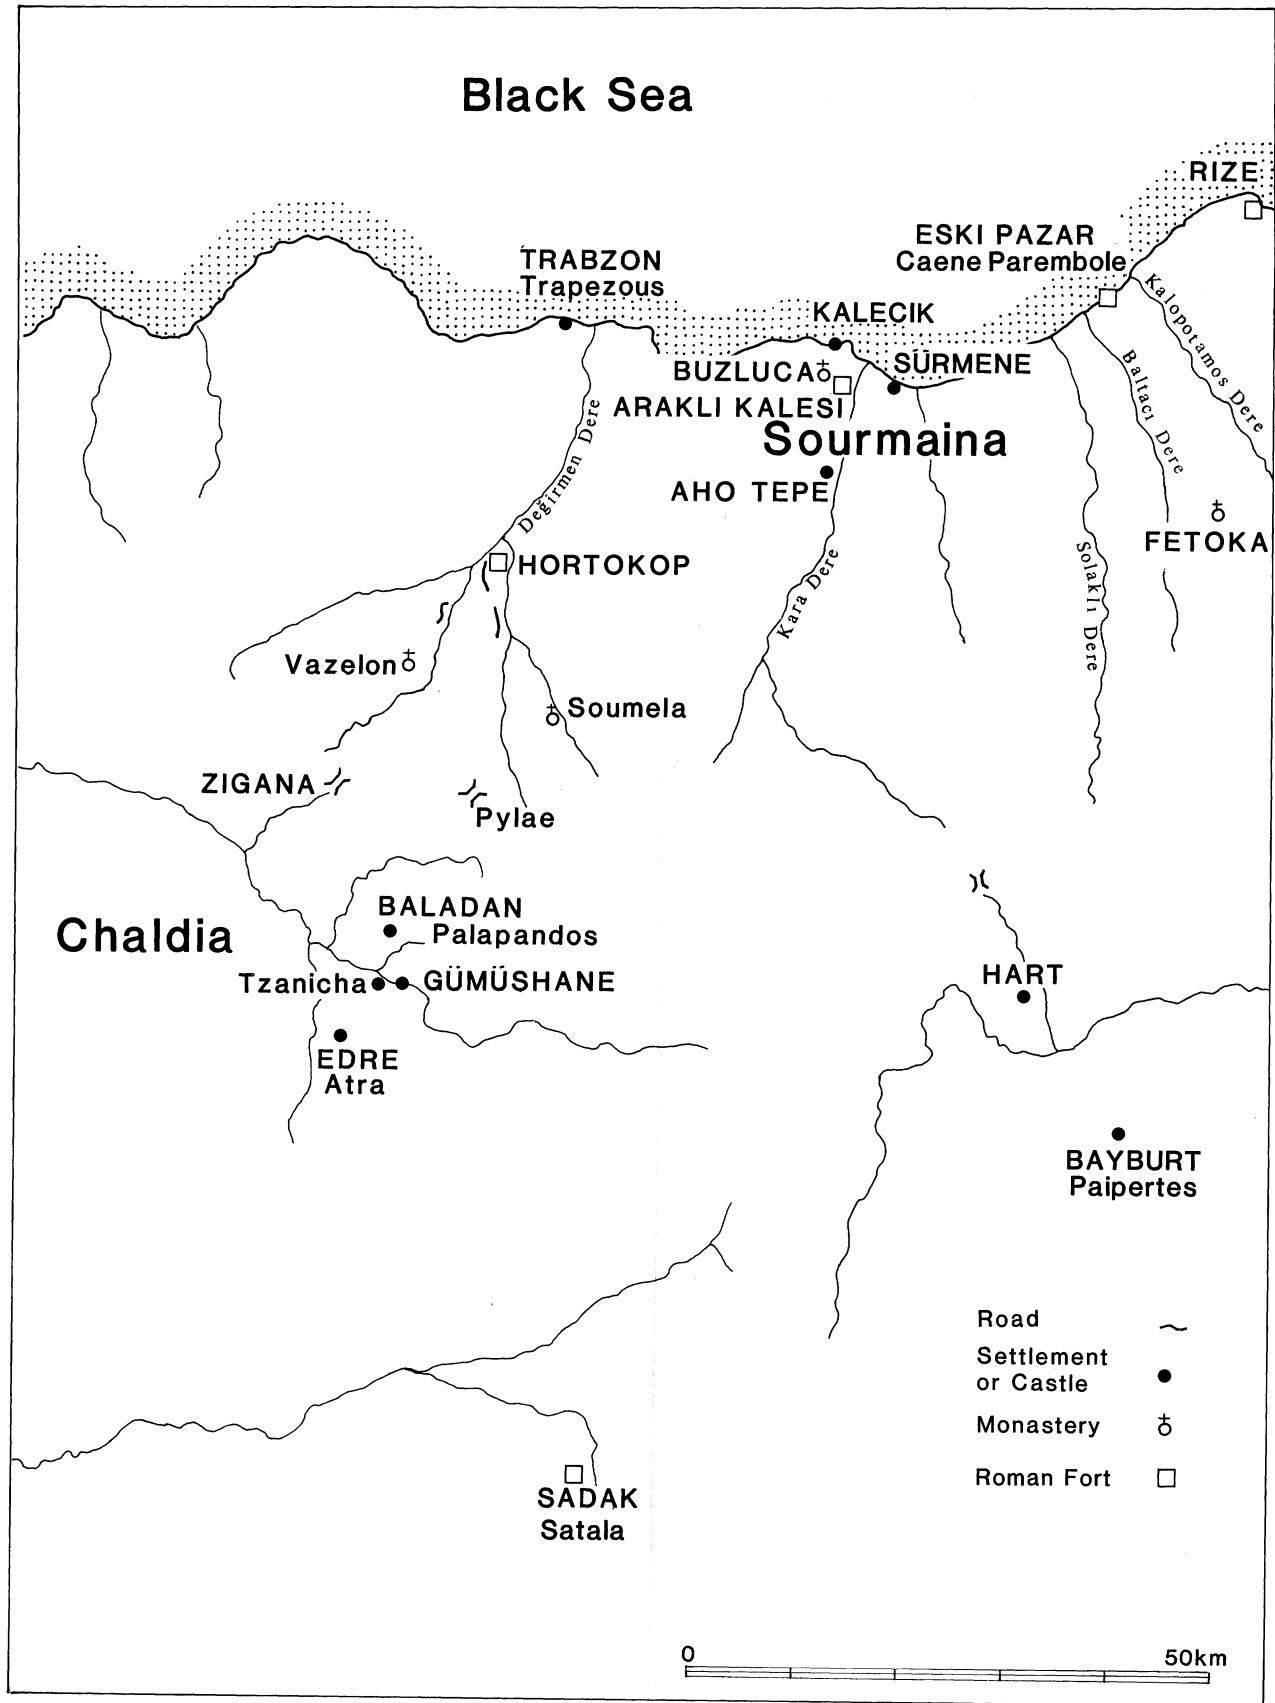 Black Sea
RIZE
ESKI PAZAR
Caene Parembole
TRABZON
Trapezous
KALECIK
Kalopotamos Dere
BUZLUCA
SÜRMENE
Baltacı Dere
ARAKLI KALESI
Sourmaina
Değirmen Dere
AHO TEPE
FETOKA
HORTOKOP
Solaklı Dere
Kara Dere
Vazelon
Soumela
ZIGANA
Pylae
BALADAN
Chaldia
Palapandos
HART
Tzanicha
GÜMÜSHANE
EDRE
Atra
BAYBURT
Paipertes
Road
Settlement
or Castle
Monastery
Roman Fort
SADAK
Satala
0
50km